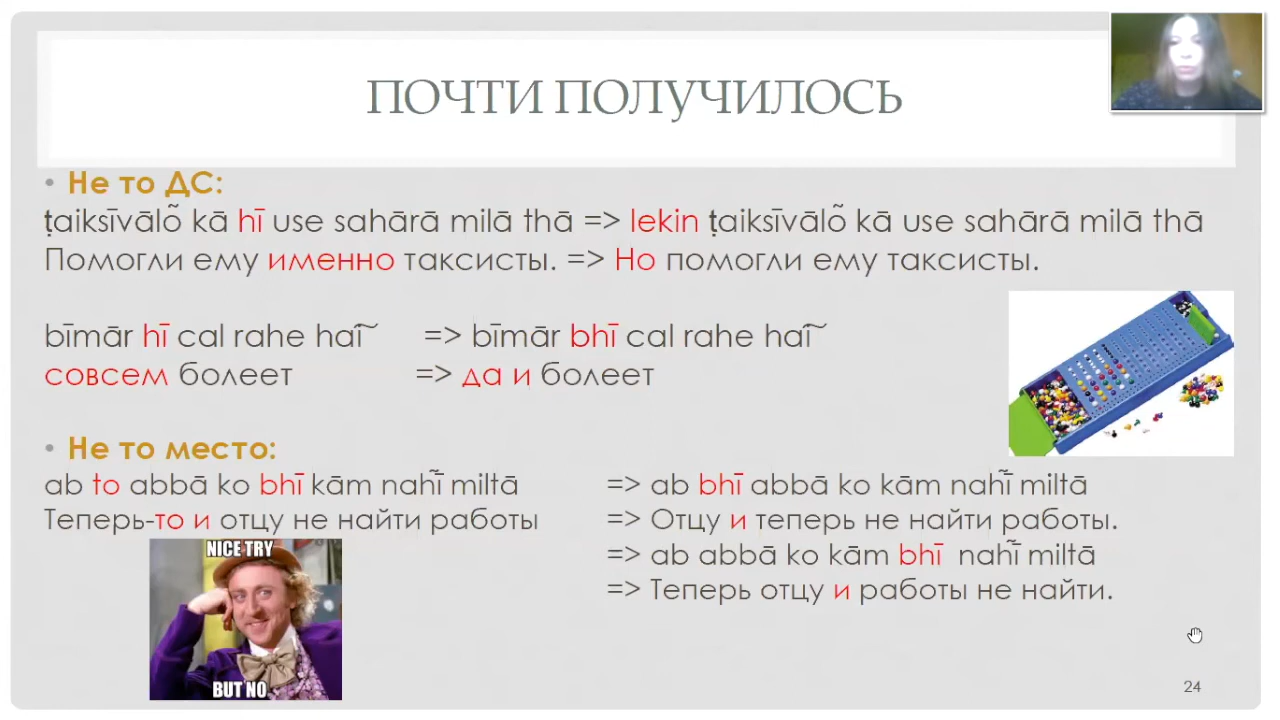 ПОЧТИ ПОЛУЧИЛОСЬ
• Не то ДС:
ṭaiksīvālõ kā hī use sahārā milā thā => lekin ṭaiksīvālõ kā use sahārā milā thā
Помогли ему именно таксисты. => Но помогли ему таксисты.
bīmār hī cal rahe haĩ => bīmār bhī cal rahe haĩ
совсем болеет => да и болеет
• Не то место:
ab to abbā ko bhī kām nahī̃ miltā => ab bhī abbā ko kām nahī̃ miltā
Теперь-то и отцу не найти работы => Отцу и теперь не найти работы.
=> ab abbā ko kām bhī nahī̃ miltā
=> Теперь отцу и работы не найти.
NICE TRY
BUT NO
24